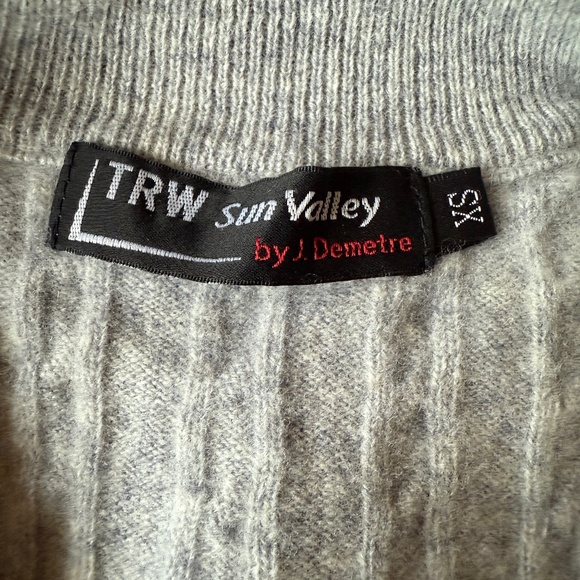 TRW Sun Valley
by J. Demetre
XS